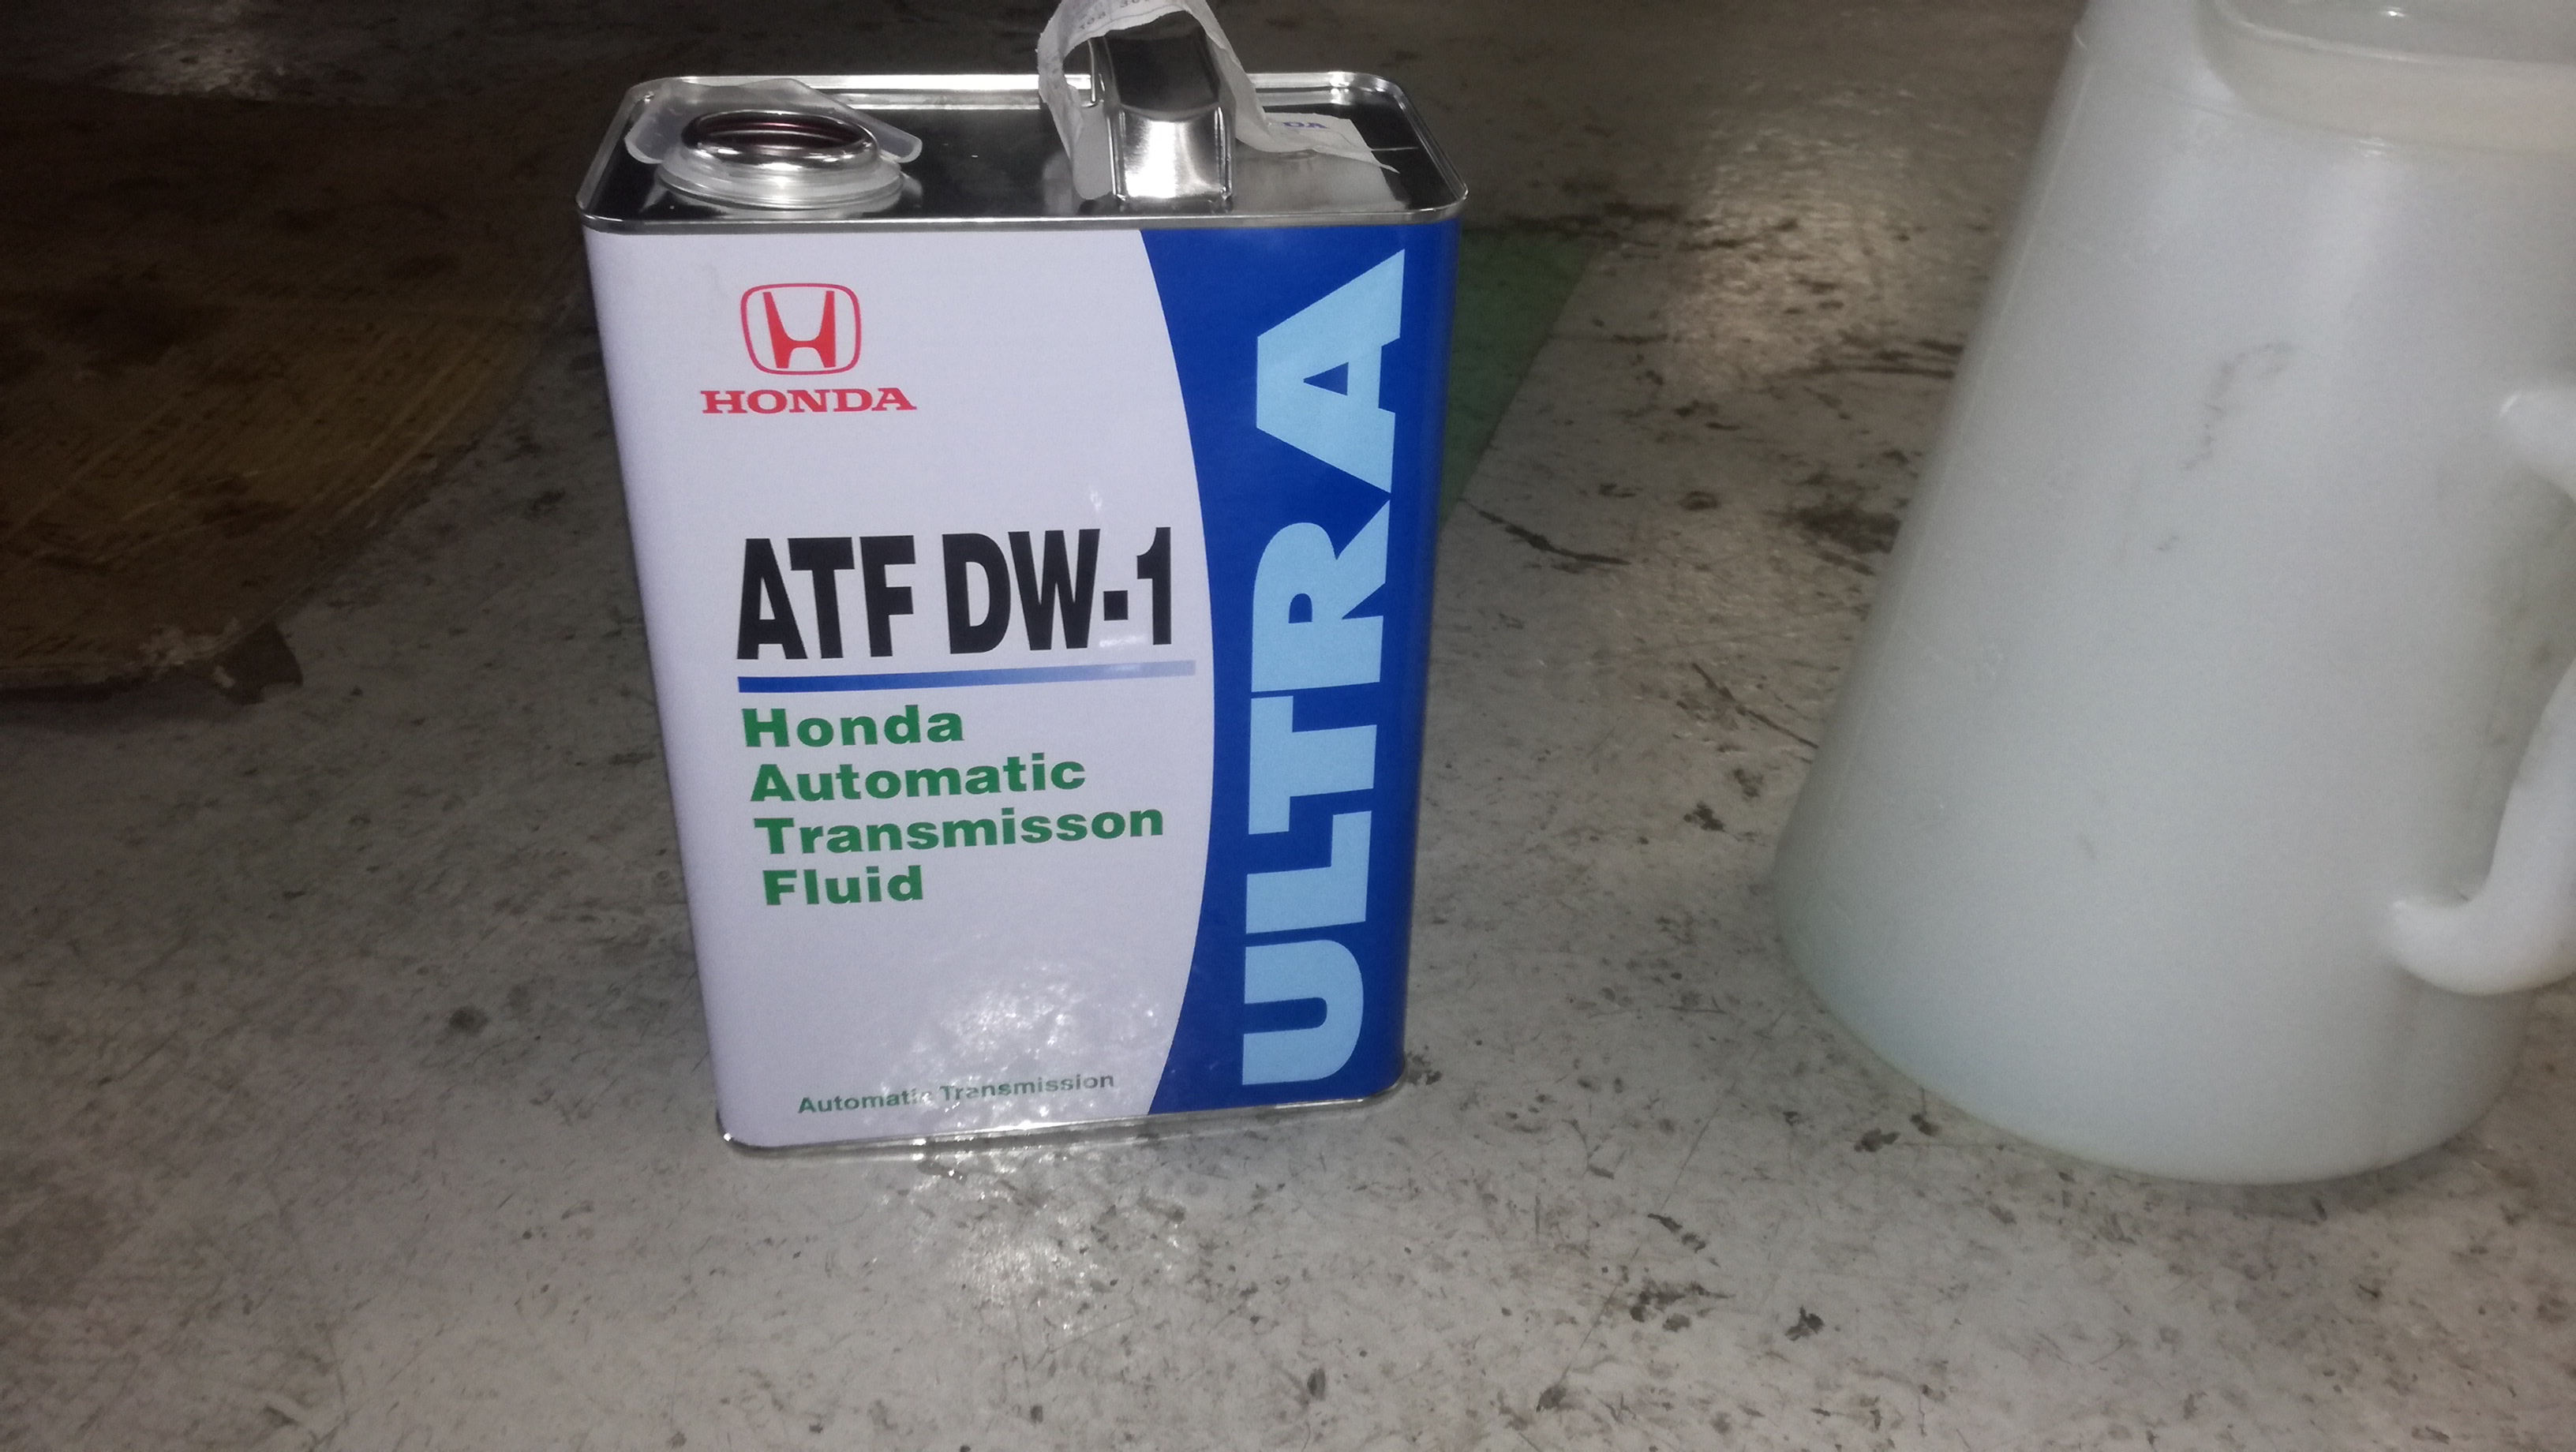 HONDA
ATF DW-1
Honda
Automatic
Transmisson
Fluid
Automatic Transmission
ULTRA